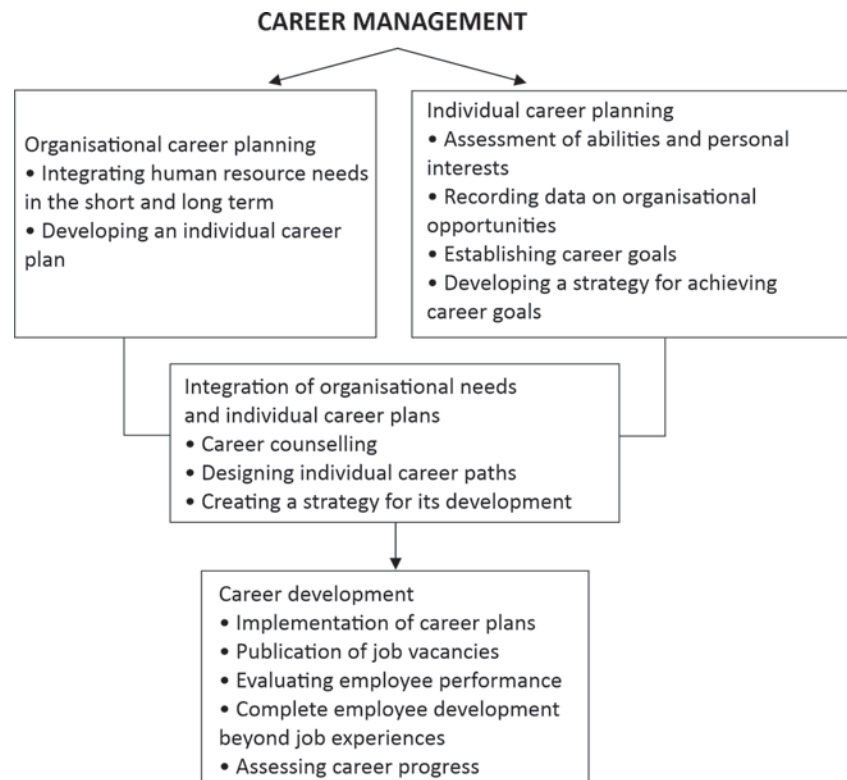 CAREER MANAGEMENT
Organisational career planning
• Integrating human resource needs
in the short and long term
• Developing an individual career
plan
Individual career planning
• Assessment of abilities and personal
interests
• Recording data on organisational
opportunities
• Establishing career goals
• Developing a strategy for achieving
career goals
Integration of organisational needs
and individual career plans
• Career counselling
• Designing individual career paths
• Creating a strategy for its development
Career development
• Implementation of career plans
• Publication of job vacancies
• Evaluating employee performance
• Complete employee development
beyond job experiences
• Assessing career progress